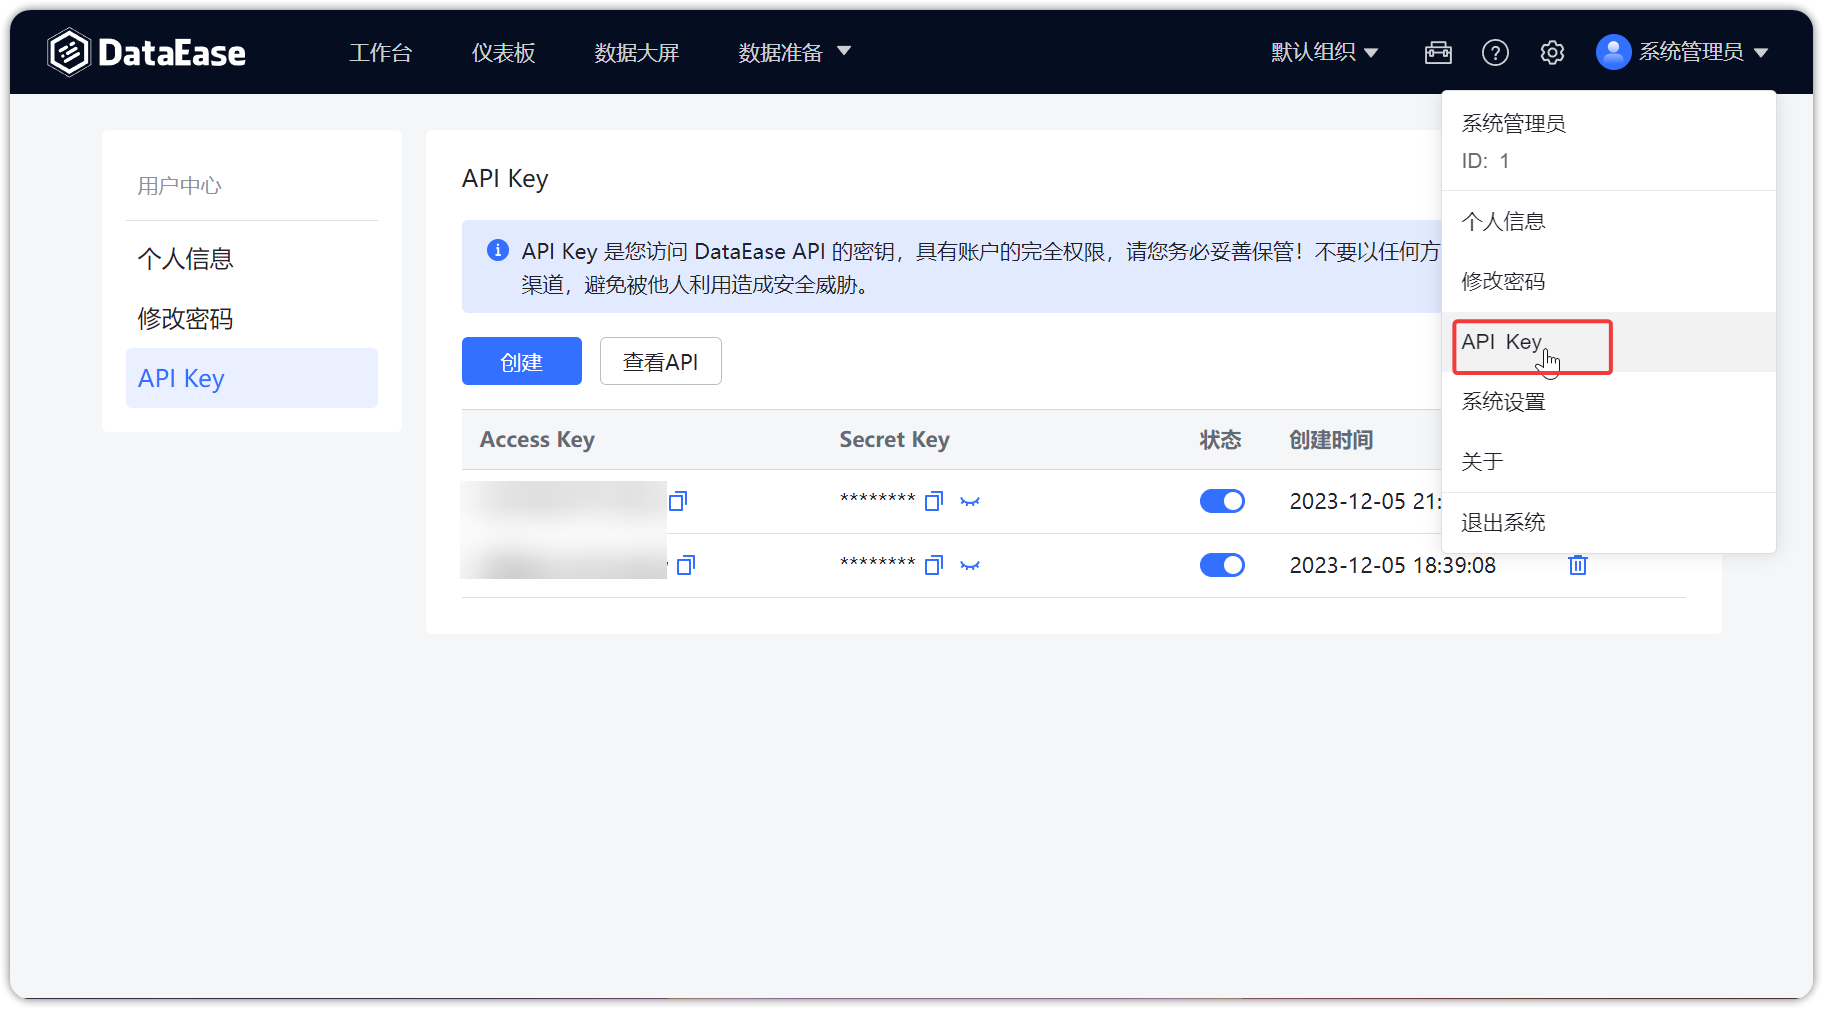 DataEase
工作台 仪表板 数据大屏 数据准备 默认组织 系统管理员
系统管理员
ID: 1
个人信息
修改密码
API Key
系统设置
关于
退出系统
用户中心
个人信息
修改密码
API Key
API Key
API Key 是您访问 DataEase API 的密钥，具有账户的完全权限，请您务必妥善保管！不要以任何方
渠道，避免被他人利用造成安全威胁。
创建 查看API
Access Key Secret Key 状态 创建时间
******** 2023-12-05 21:
******** 2023-12-05 18:39:08